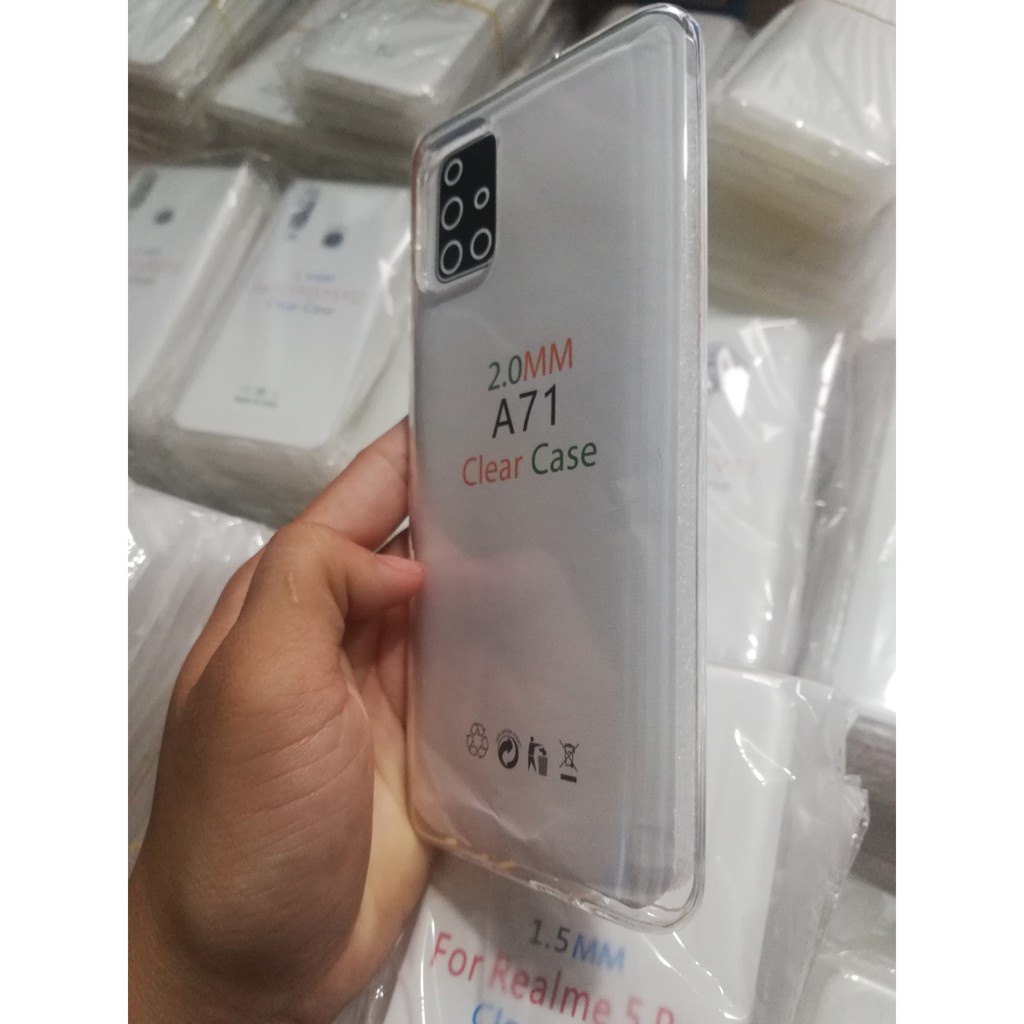 2.0MM
A71
Clear Case
1.5MM
For Realme 5 P